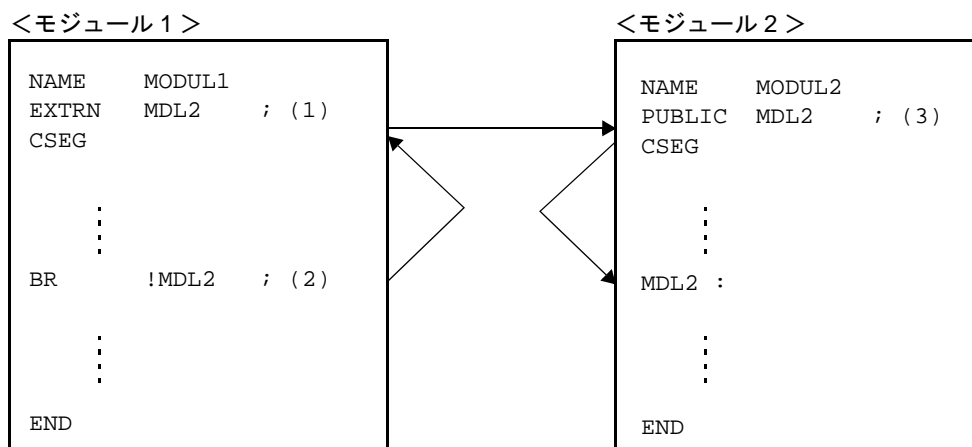 ＜モジュール1＞
NAME MODUL1
EXTRN MDL2 ; (1)
CSEG
BR !MDL2 ; (2)
END
＜モジュール2＞
NAME MODUL2
PUBLIC MDL2 ; (3)
CSEG
MDL2 :
END